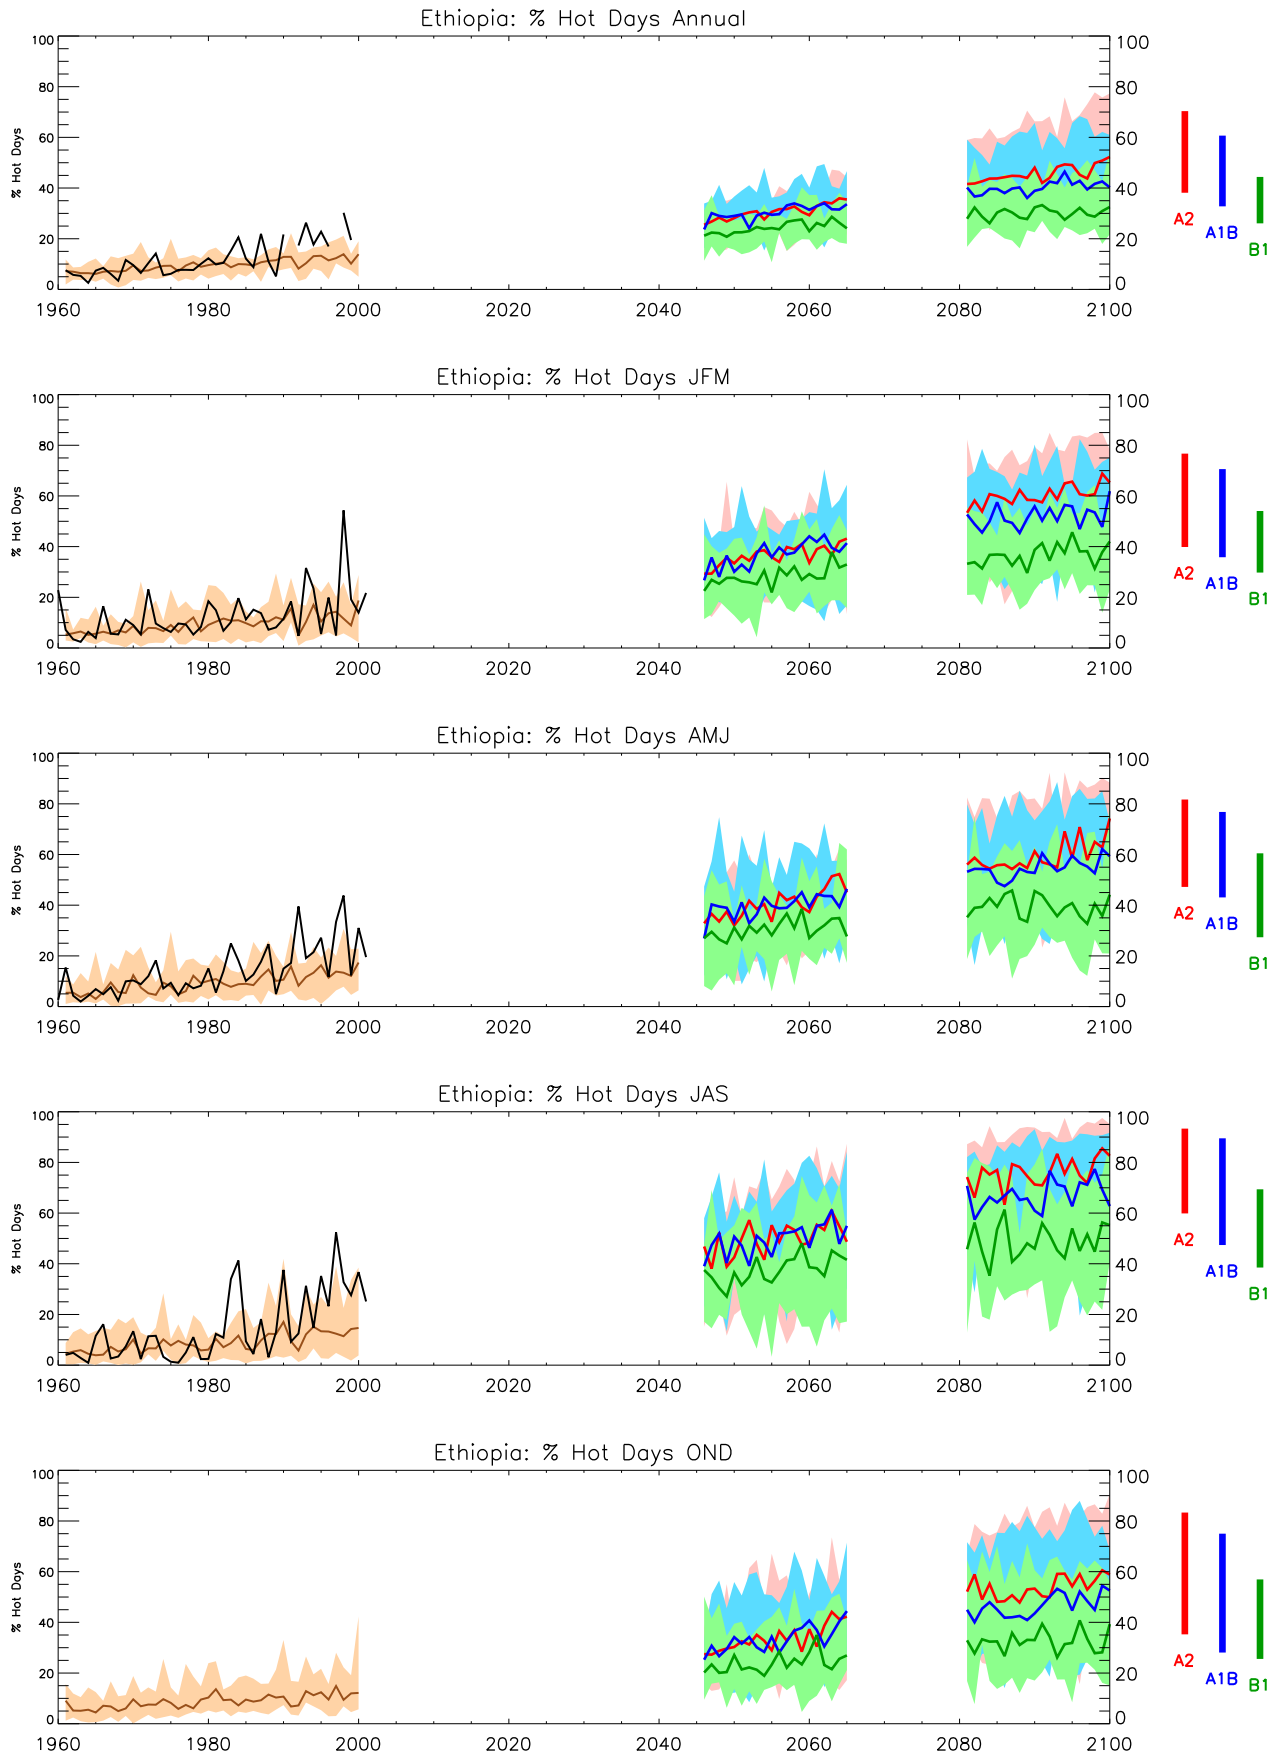 Ethiopia: % Hot Days Annual
100 100
80 80
60 60
40 40
20 20
0 0
% Hot Days
1960 1980 2000 2020 2040 2060 2080 2100
A2 A1B B1
Ethiopia: % Hot Days JFM
100 100
80 80
60 60
40 40
20 20
0 0
% Hot Days
1960 1980 2000 2020 2040 2060 2080 2100
A2 A1B B1
Ethiopia: % Hot Days AMJ
100 100
80 80
60 60
40 40
20 20
0 0
% Hot Days
1960 1980 2000 2020 2040 2060 2080 2100
A2 A1B B1
Ethiopia: % Hot Days JAS
100 100
80 80
60 60
40 40
20 20
0 0
% Hot Days
1960 1980 2000 2020 2040 2060 2080 2100
A2 A1B B1
Ethiopia: % Hot Days OND
100 100
80 80
60 60
40 40
20 20
0 0
% Hot Days
1960 1980 2000 2020 2040 2060 2080 2100
A2 A1B B1